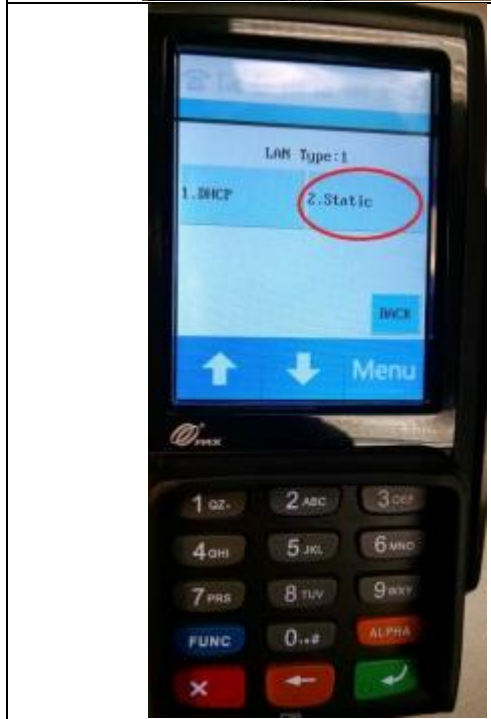 LAN Type:1
1.DHCP 2.Static
BACK
Menu
PAX
1 QZ. 2 ABC 3 DEF
4 GHI 5 JKL 6 MNO
7 PRS 8 TUV 9 WXY
FUNC 0..# ALPHA